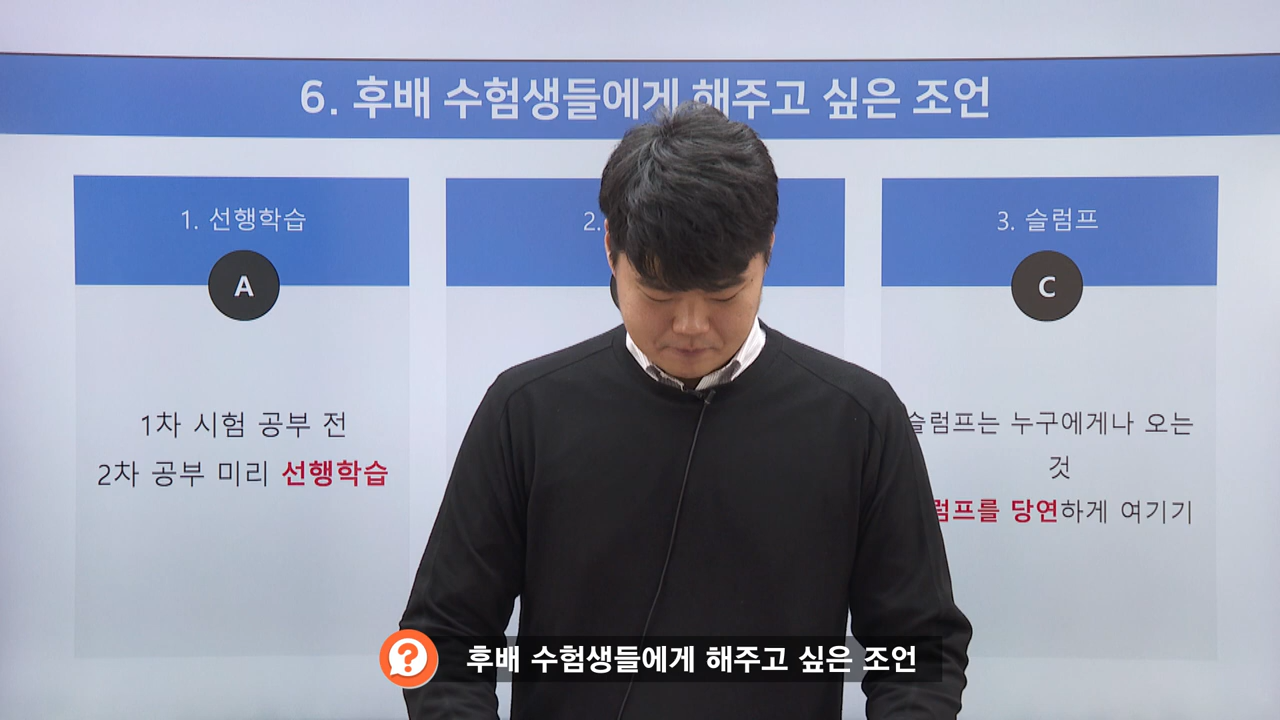 6. 후배 수험생들에게 해주고 싶은 조언
1. 선행학습
A
1차 시험 공부 전
2차 공부 미리 선행학습
2.
3. 슬럼프
C
슬럼프는 누구에게나 오는
것
럼프를 당연하게 여기기
후배 수험생들에게 해주고 싶은 조언